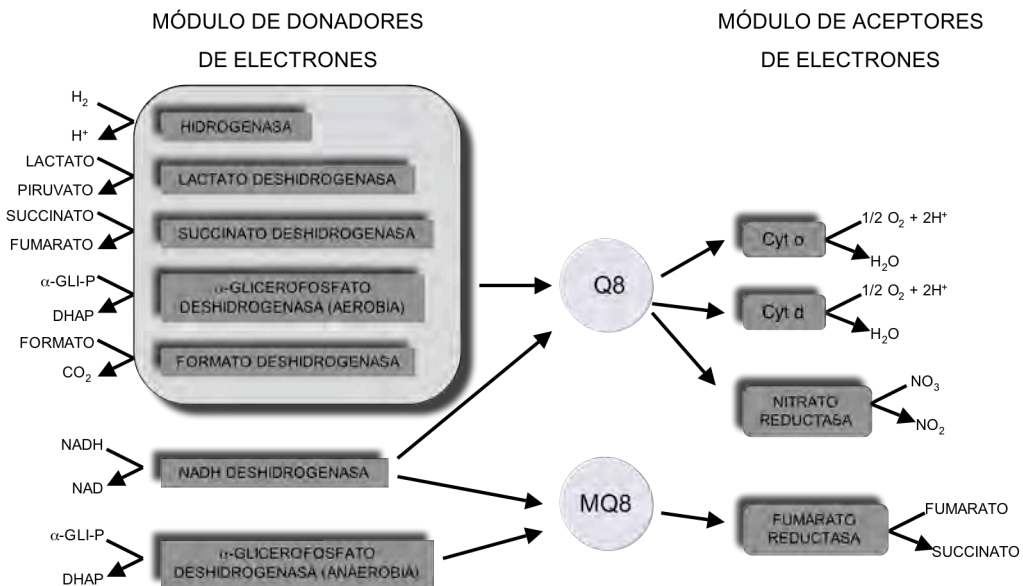 MÓDULO DE DONADORES
DE ELECTRONES
MÓDULO DE ACEPTORES
DE ELECTRONES
H₂
H⁺
HIDROGENASA
LACTATO
PIRUVATO
LACTATO DESHIDROGENASA
SUCCINATO
FUMARATO
SUCCINATO DESHIDROGENASA
α-GLI-P
DHAP
α-GLICEROFOSFATO
DESHIDROGENASA (AEROBIA)
FORMATO
CO₂
FORMATO DESHIDROGENASA
NADH
NAD
NADH DESHIDROGENASA
α-GLI-P
DHAP
α-GLICEROFOSFATO
DESHIDROGENASA (ANAEROBIA)
Q8
MQ8
Cyt o
1/2 O₂ + 2H⁺
H₂O
Cyt d
1/2 O₂ + 2H⁺
H₂O
NITRATO
REDUCTASA
NO₃
NO₂
FUMARATO
REDUCTASA
FUMARATO
SUCCINATO